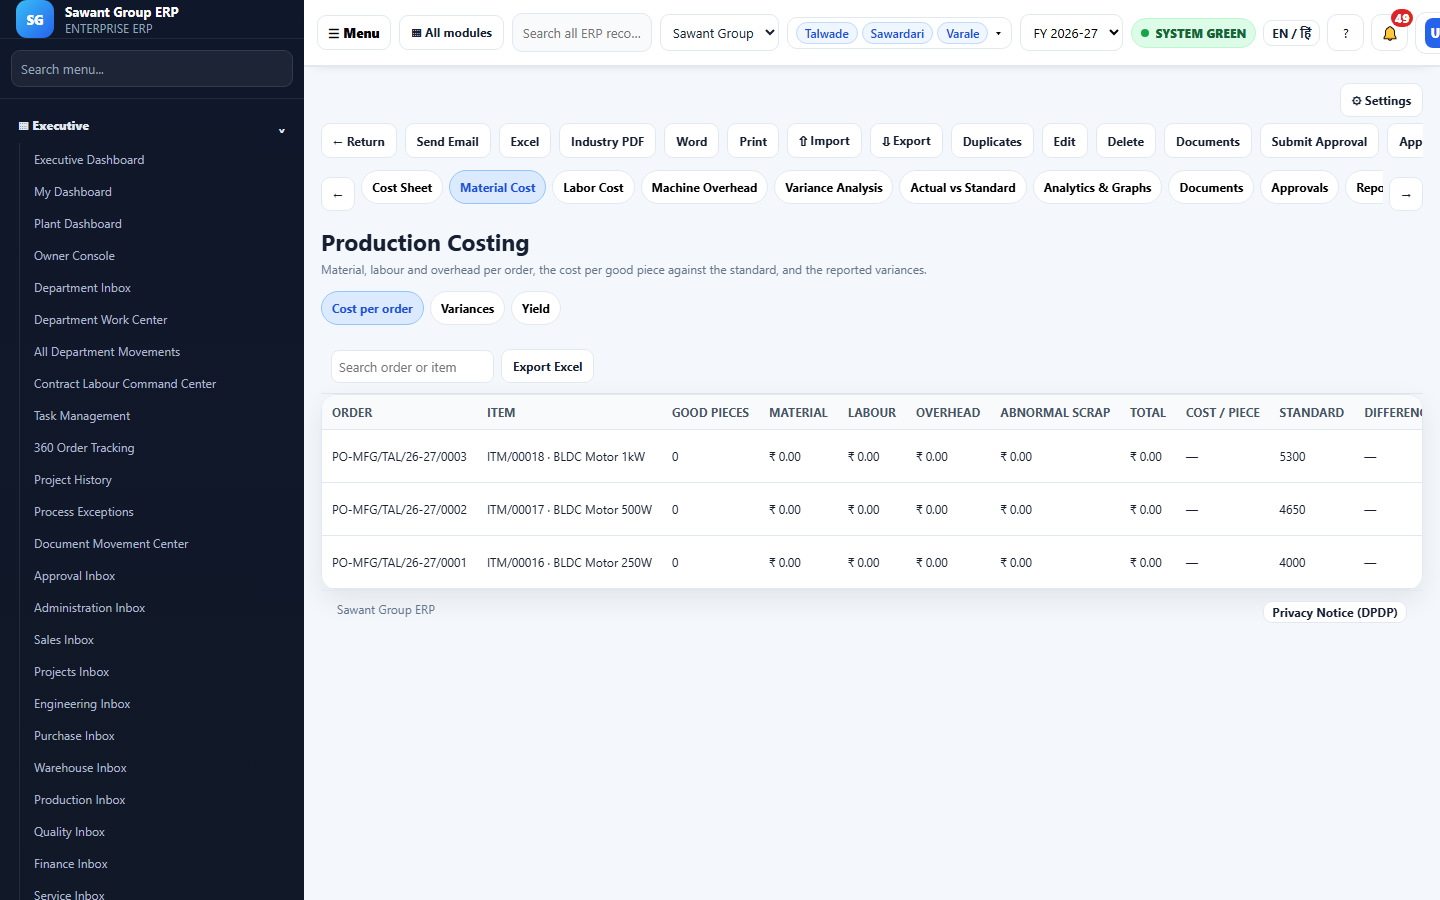 SG
Sawant Group ERP
ENTERPRISE ERP
Search menu...
Executive
Executive Dashboard
My Dashboard
Plant Dashboard
Owner Console
Department Inbox
Department Work Center
All Department Movements
Contract Labour Command Center
Task Management
360 Order Tracking
Project History
Process Exceptions
Document Movement Center
Approval Inbox
Administration Inbox
Sales Inbox
Projects Inbox
Engineering Inbox
Purchase Inbox
Warehouse Inbox
Production Inbox
Quality Inbox
Finance Inbox
Service Inbox
☰ Menu All modules Search all ERP reco... Sawant Group Talwade Sawardari Varale FY 2026-27 SYSTEM GREEN EN / हिं ? 49 U
⚙ Settings
← Return Send Email Excel Industry PDF Word Print ⇧ Import ⇩ Export Duplicates Edit Delete Documents Submit Approval App
← Cost Sheet Material Cost Labor Cost Machine Overhead Variance Analysis Actual vs Standard Analytics & Graphs Documents Approvals Repo →
Production Costing
Material, labour and overhead per order, the cost per good piece against the standard, and the reported variances.
Cost per order Variances Yield
Search order or item Export Excel
ORDER ITEM GOOD PIECES MATERIAL LABOUR OVERHEAD ABNORMAL SCRAP TOTAL COST / PIECE STANDARD DIFFERENC
PO-MFG/TAL/26-27/0003 ITM/00018 · BLDC Motor 1kW 0 ₹ 0.00 ₹ 0.00 ₹ 0.00 ₹ 0.00 ₹ 0.00 — 5300 —
PO-MFG/TAL/26-27/0002 ITM/00017 · BLDC Motor 500W 0 ₹ 0.00 ₹ 0.00 ₹ 0.00 ₹ 0.00 ₹ 0.00 — 4650 —
PO-MFG/TAL/26-27/0001 ITM/00016 · BLDC Motor 250W 0 ₹ 0.00 ₹ 0.00 ₹ 0.00 ₹ 0.00 ₹ 0.00 — 4000 —
Sawant Group ERP Privacy Notice (DPDP)